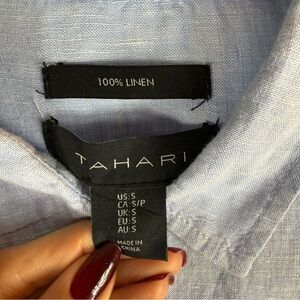 100% LINEN
TAHARI
US:S
CA:S/P
UK:S
EU:S
AU:S
MADE IN
CHINA